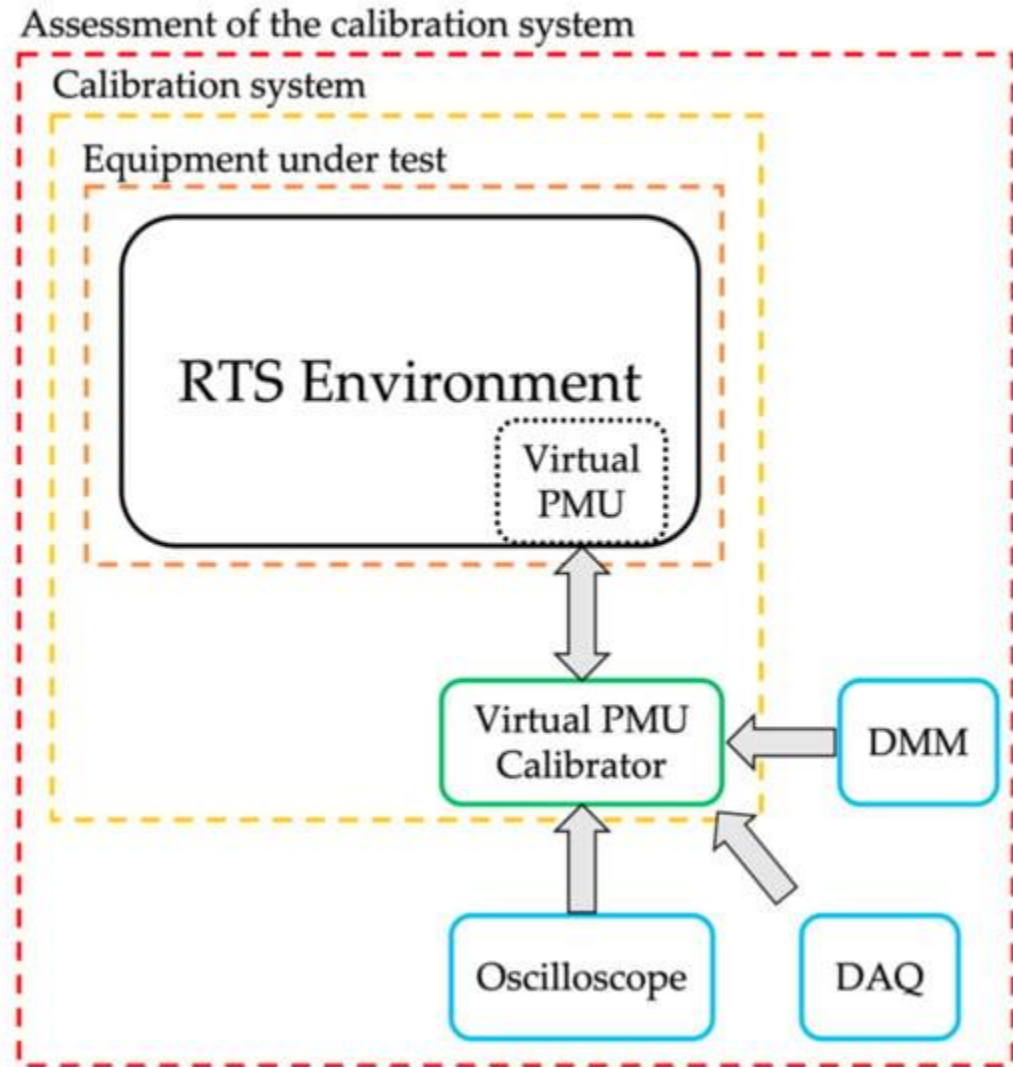 Assessment of the calibration system
Calibration system
Equipment under test
RTS Environment
Virtual
PMU
Virtual PMU
Calibrator
DMM
Oscilloscope
DAQ